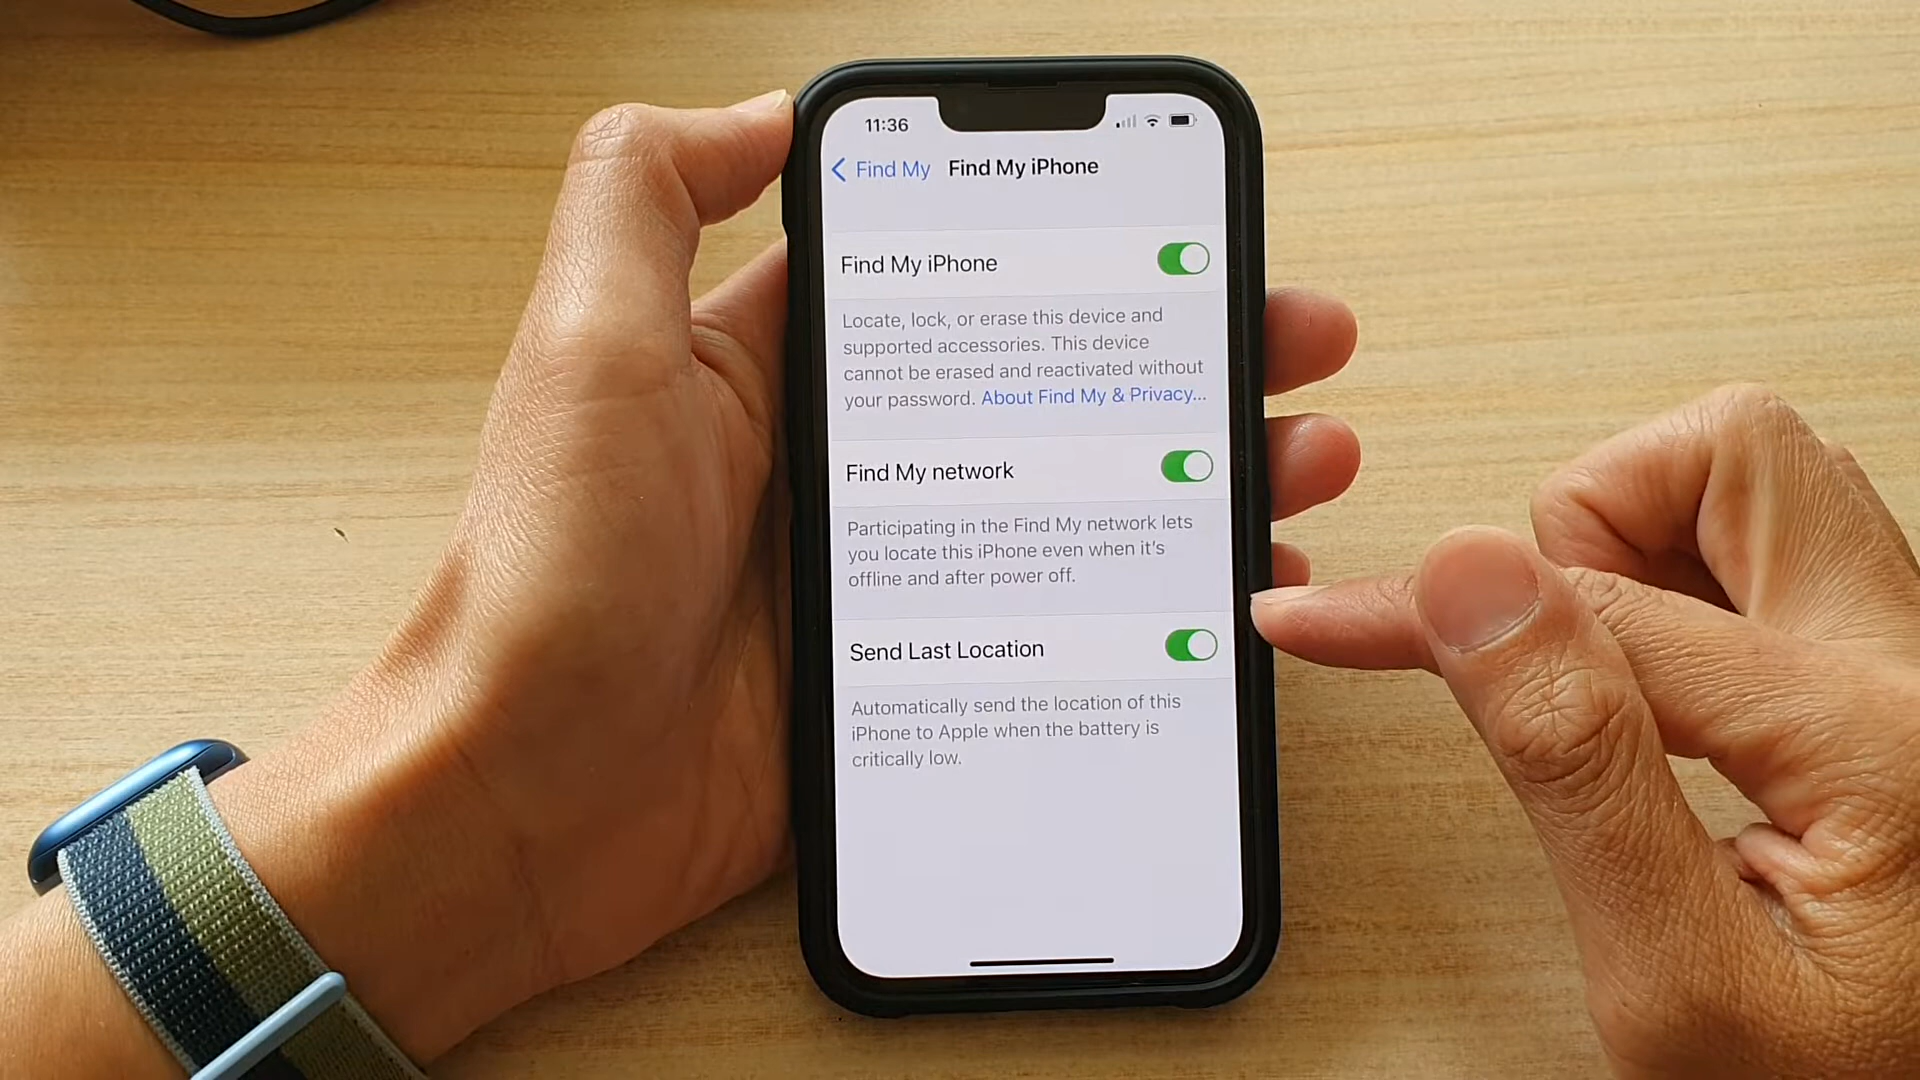 11:36
Find My Find My iPhone
Find My iPhone
Locate, lock, or erase this device and
supported accessories. This device
cannot be erased and reactivated without
your password. About Find My & Privacy...
Find My network
Participating in the Find My network lets
you locate this iPhone even when it's
offline and after power off.
Send Last Location
Automatically send the location of this
iPhone to Apple when the battery is
critically low.